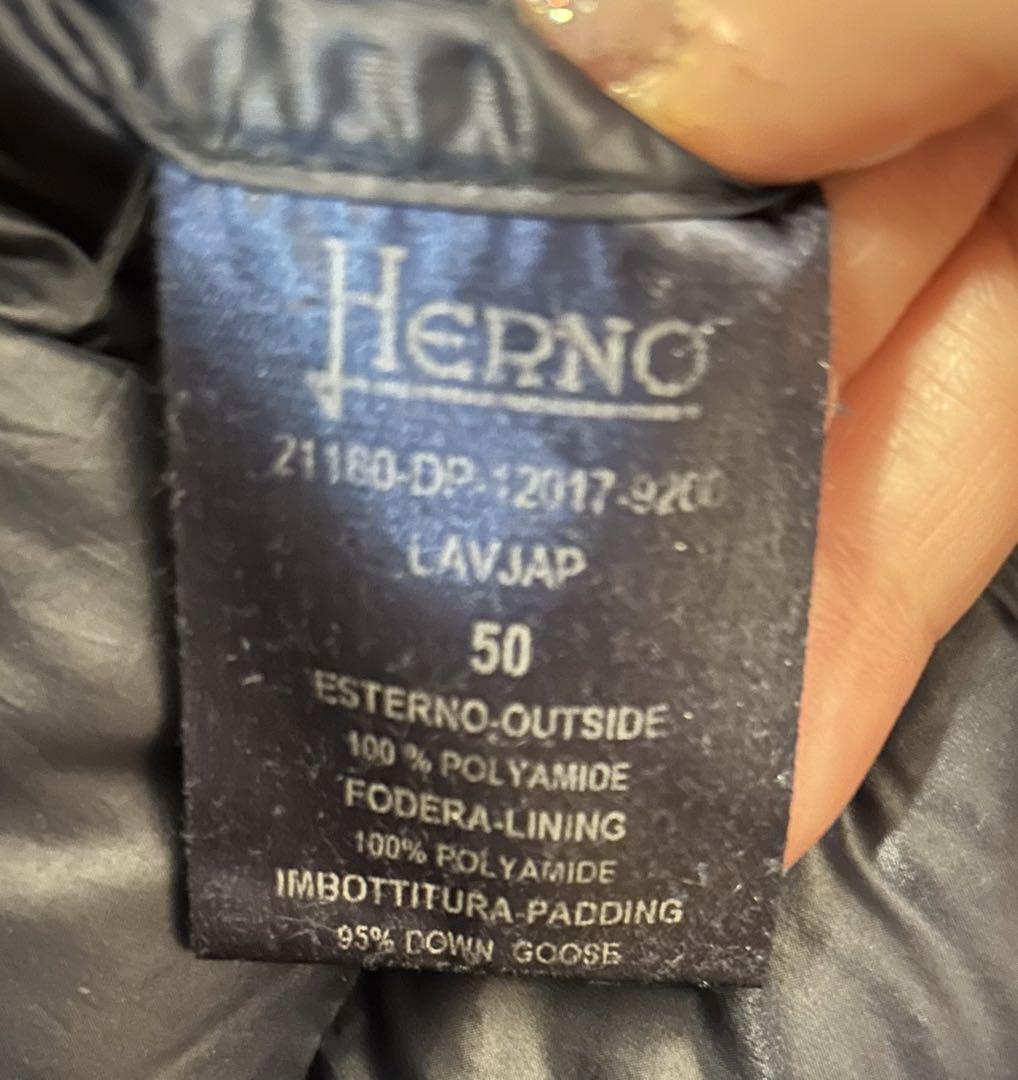 HERNO
21180-DP-12017-9200
LAVJAP
50
ESTERNO-OUTSIDE
100 % POLYAMIDE
FODERA-LINING
100% POLYAMIDE
IMBOTTITURA-PADDING
95% DOWN GOOSE